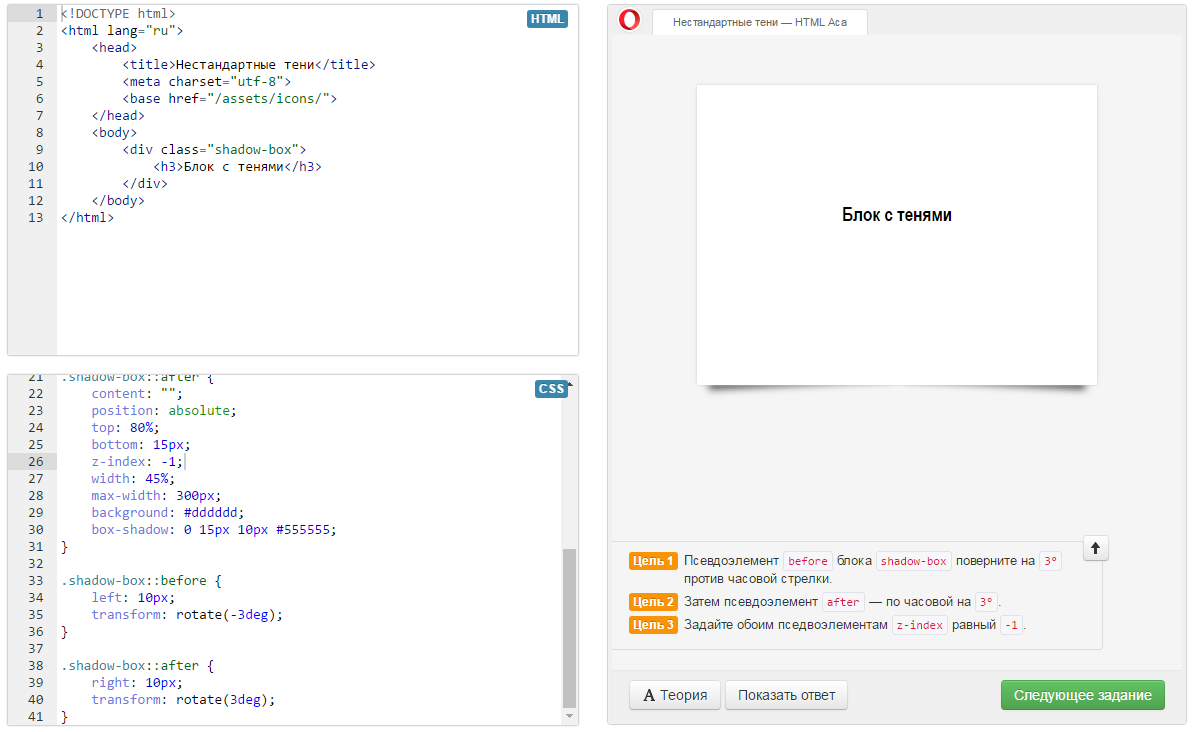 1 <!DOCTYPE html>
2 <html lang="ru">
3 <head>
4 <title>Нестандартные тени</title>
5 <meta charset="utf-8">
6 <base href="/assets/icons/">
7 </head>
8 <body>
9 <div class="shadow-box">
10 <h3>Блок с тенями</h3>
11 </div>
12 </body>
13 </html>
HTML
21 .shadow-box::after {
22 content: "";
23 position: absolute;
24 top: 80%;
25 bottom: 15px;
26 z-index: -1;
27 width: 45%;
28 max-width: 300px;
29 background: #dddddd;
30 box-shadow: 0 15px 10px #555555;
31 }
32
33 .shadow-box::before {
34 left: 10px;
35 transform: rotate(-3deg);
36 }
37
38 .shadow-box::after {
39 right: 10px;
40 transform: rotate(3deg);
41 }
CSS
Нестандартные тени — HTML Aca
Блок с тенями
Цель 1 Псевдоэлемент before блока shadow-box поверните на 3°
против часовой стрелки.
Цель 2 Затем псевдоэлемент after — по часовой на 3°.
Цель 3 Задайте обоим пседвоэлементам z-index равный -1.
A Теория
Показать ответ
Следующее задание